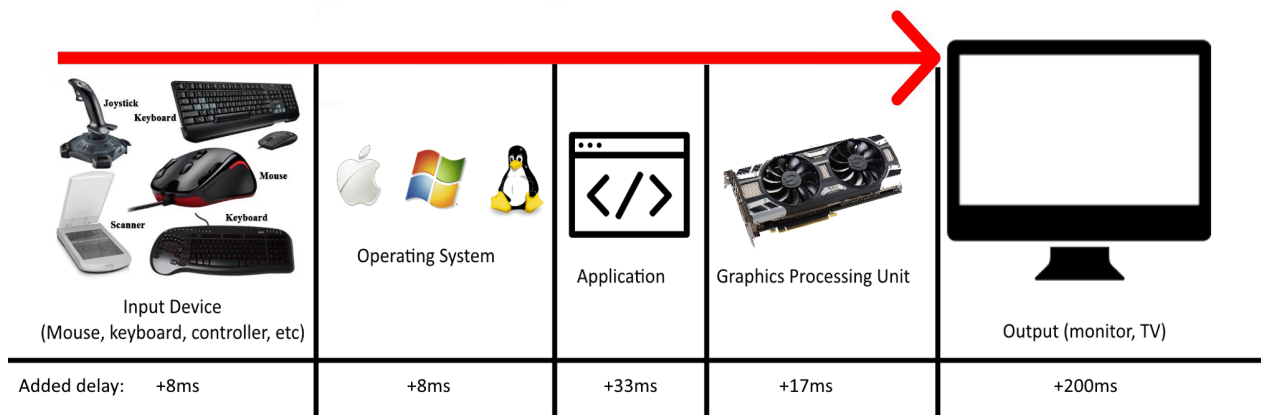 Joystick
Keyboard
Mouse
Scanner
Keyboard
Input Device
(Mouse, keyboard, controller, etc)
Operating System
Application
Graphics Processing Unit
Output (monitor, TV)
Added delay: +8ms +8ms +33ms +17ms +200ms